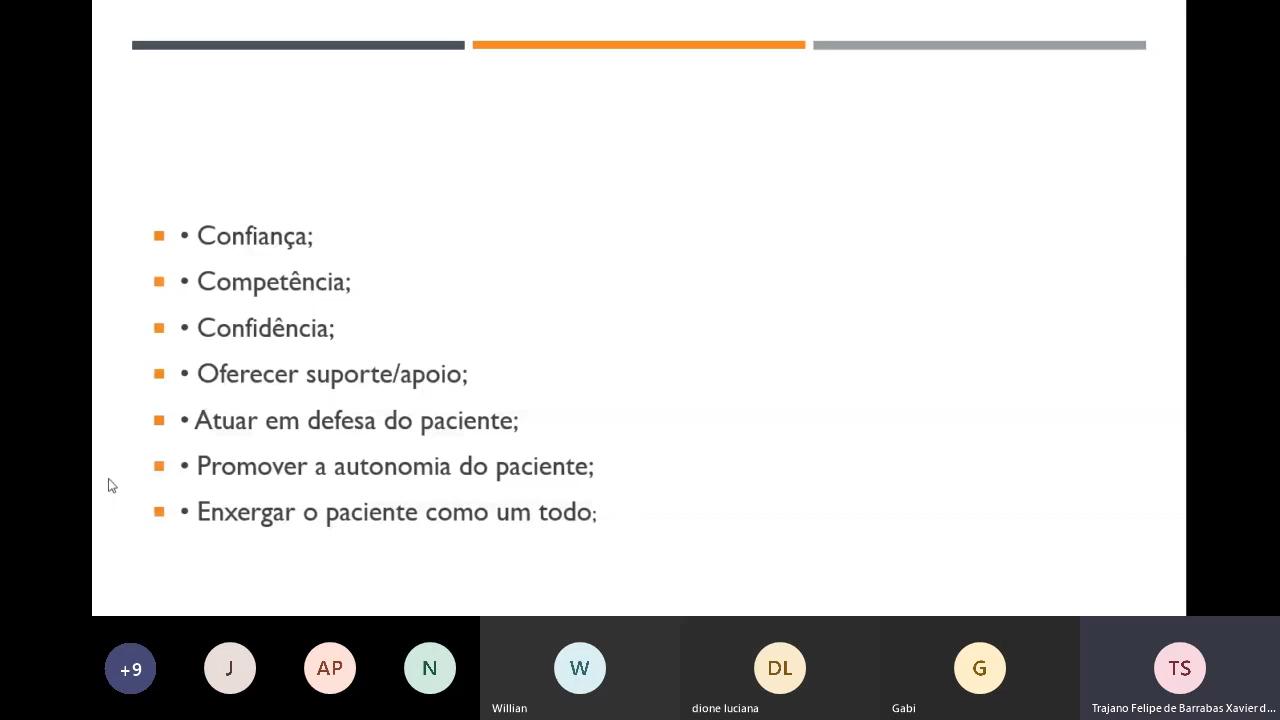 • Confiança;
• Competência;
• Confidência;
• Oferecer suporte/apoio;
• Atuar em defesa do paciente;
• Promover a autonomia do paciente;
• Enxergar o paciente como um todo;
+9
J
AP
N
W
DL
G
TS
Willian
dione luciana
Gabi
Trajano Felipe de Barrabas Xavier d...